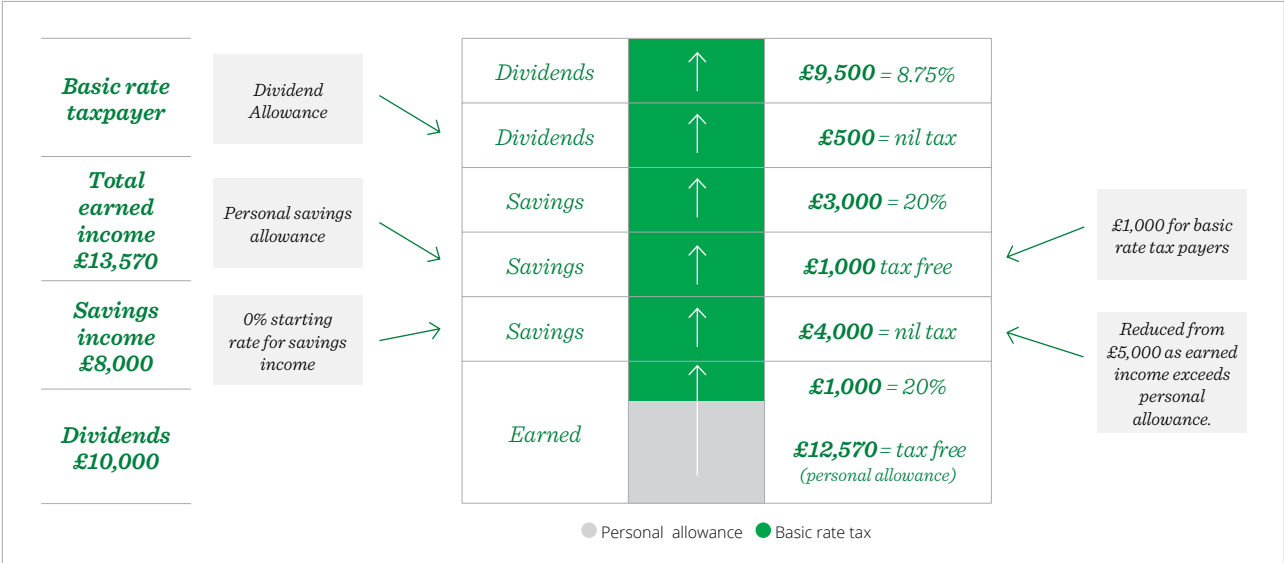 Basic rate
taxpayer
Total
earned
income
£13,570
Savings
income
£8,000
Dividends
£10,000
Dividend
Allowance
Personal savings
allowance
0% starting
rate for savings
income
Dividends
£9,500 = 8.75%
Dividends
£500 = nil tax
Savings
£3,000 = 20%
Savings
£1,000 tax free
Savings
£4,000 = nil tax
Earned
£1,000 = 20%
£12,570 = tax free
(personal allowance)
£1,000 for basic
rate tax payers
Reduced from
£5,000 as earned
income exceeds
personal
allowance.
Personal allowance
Basic rate tax